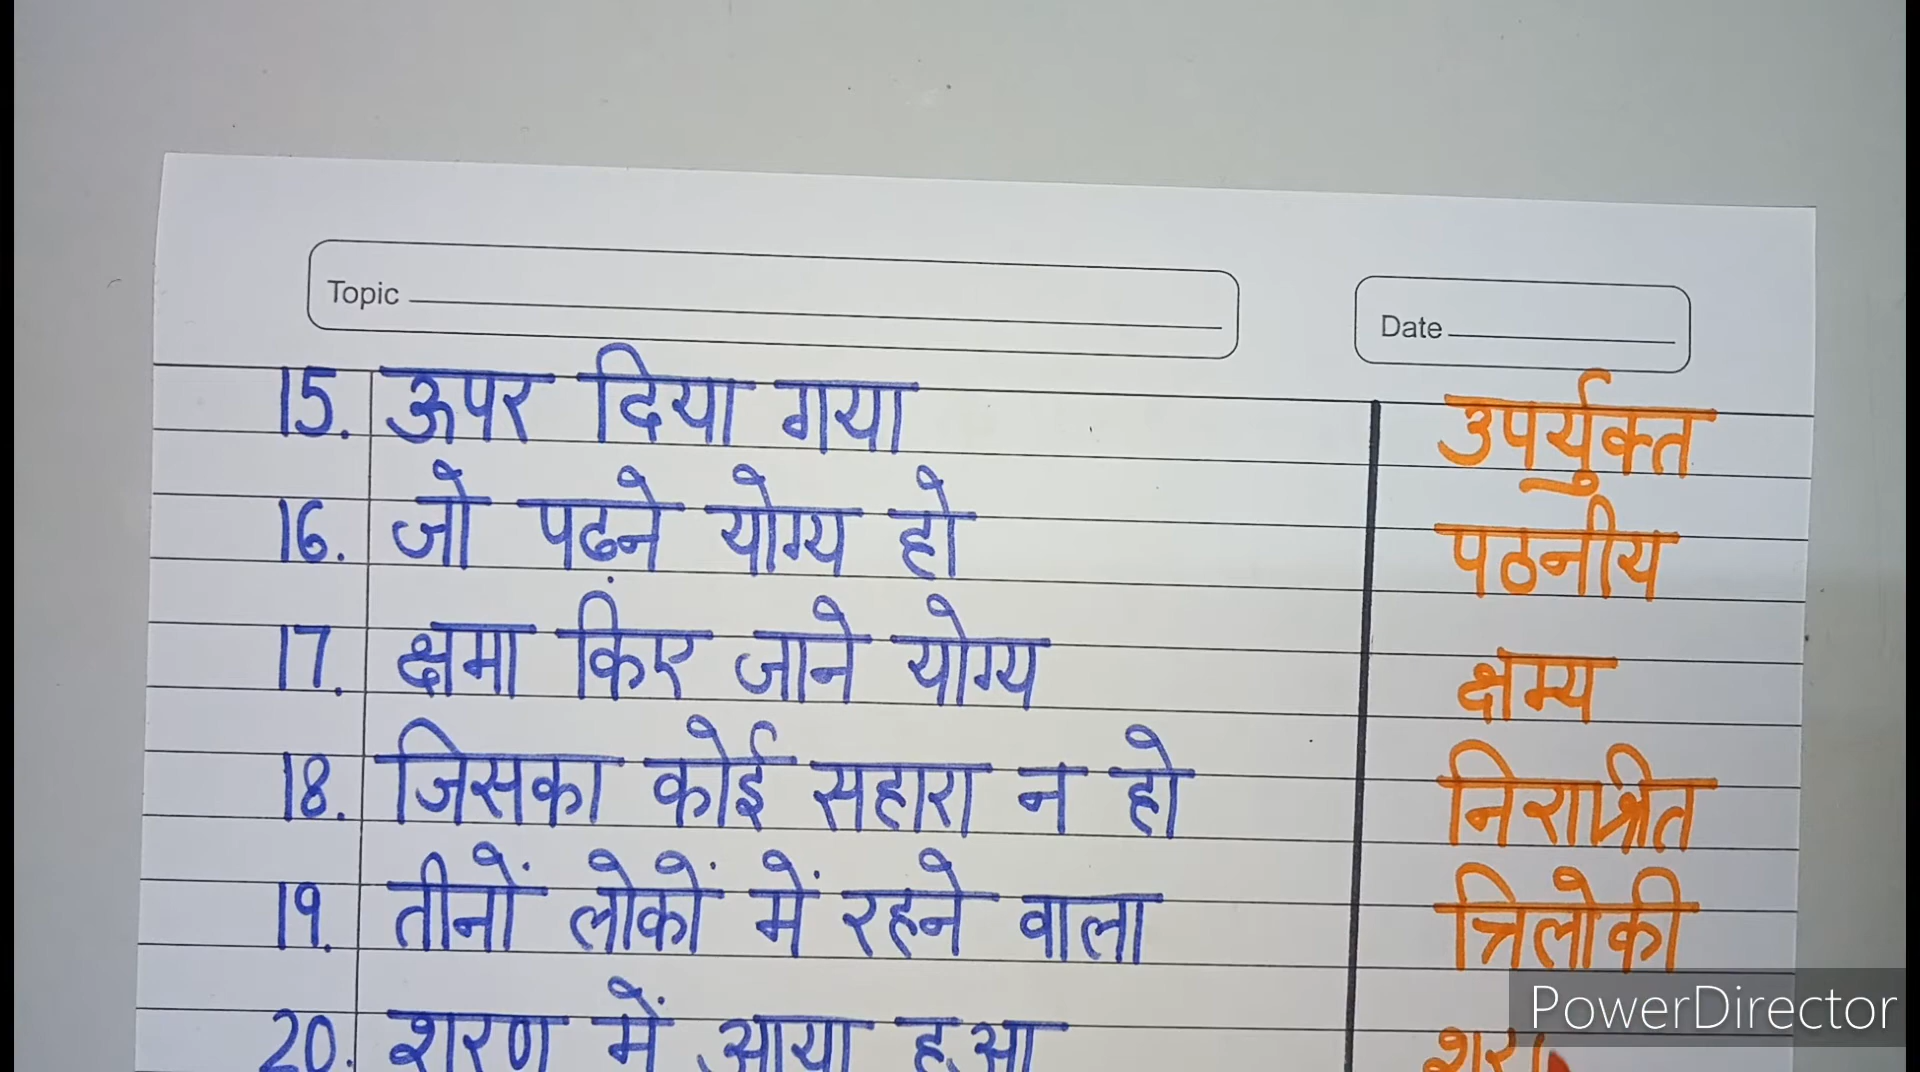 Topic
Date
15. ऊपर दिया गया उपर्युक्त
16. जो पढने योग्य हो पठनीय
17. क्षमा किए जाने योग्य क्षम्य
18. जिसका कोई सहारा न हो निराश्रित
19. तीनों लोकों में रहने वाला त्रिलोकी
20. शरण में आया हुआ
PowerDirector